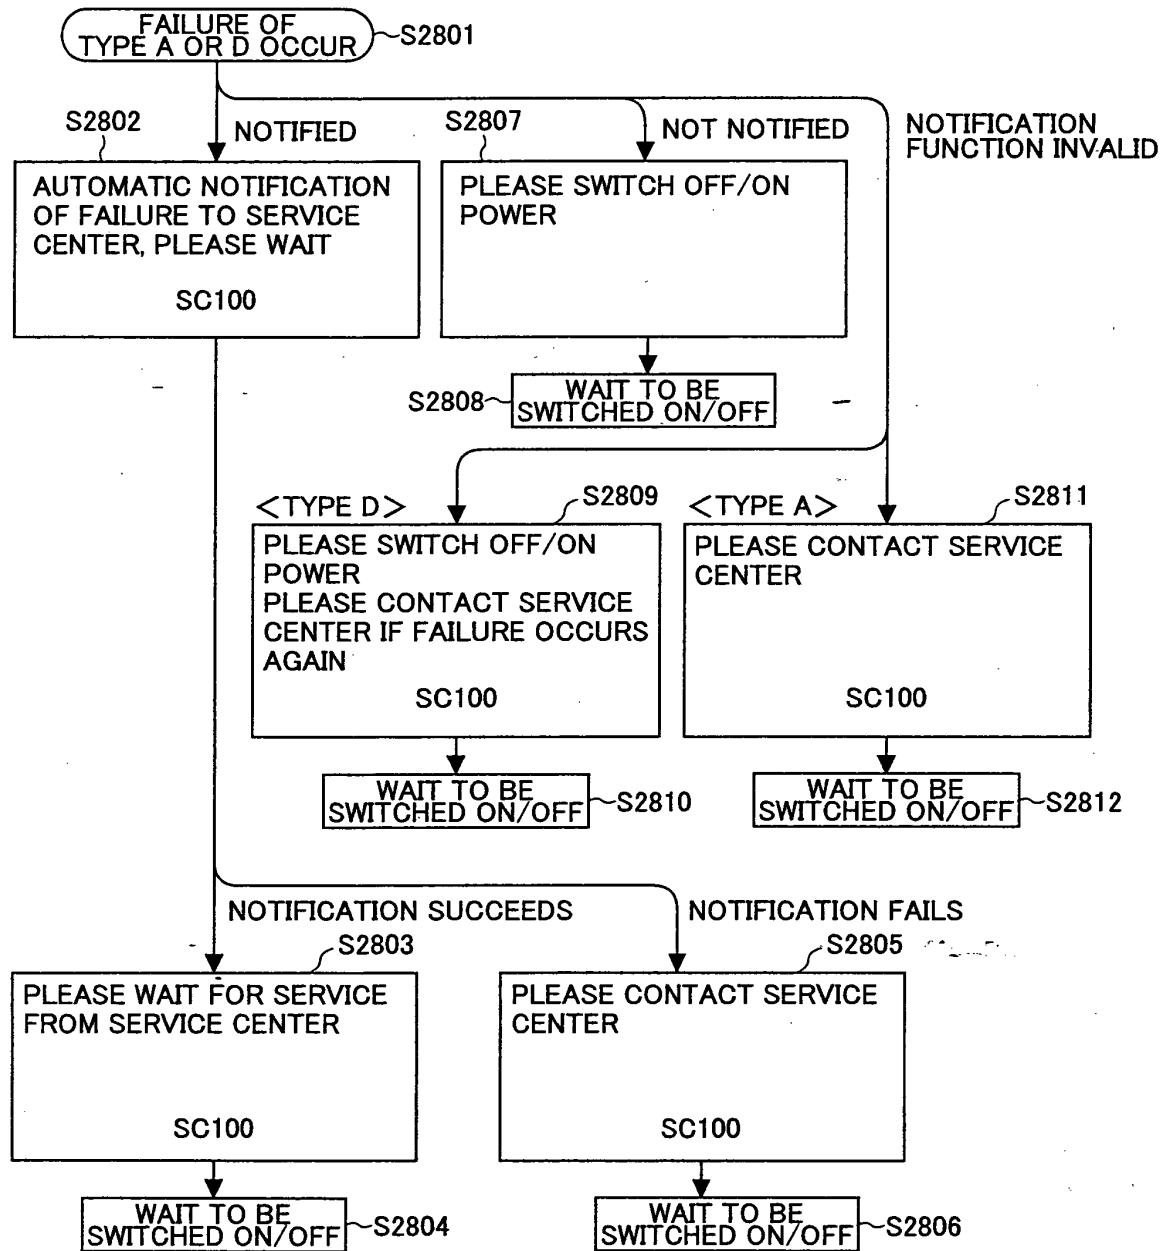 FAILURE OF
TYPE A OR D OCCUR
S2801
S2802
NOTIFIED
S2807
NOT NOTIFIED
NOTIFICATION
FUNCTION INVALID
AUTOMATIC NOTIFICATION
OF FAILURE TO SERVICE
CENTER, PLEASE WAIT
SC100
PLEASE SWITCH OFF/ON
POWER
S2808
WAIT TO BE
SWITCHED ON/OFF
<TYPE D>
S2809
PLEASE SWITCH OFF/ON
POWER
PLEASE CONTACT SERVICE
CENTER IF FAILURE OCCURS
AGAIN
SC100
<TYPE A>
S2811
PLEASE CONTACT SERVICE
CENTER
SC100
WAIT TO BE
SWITCHED ON/OFF
S2810
WAIT TO BE
SWITCHED ON/OFF
S2812
NOTIFICATION SUCCEEDS
NOTIFICATION FAILS
S2803
S2805
PLEASE WAIT FOR SERVICE
FROM SERVICE CENTER
SC100
PLEASE CONTACT SERVICE
CENTER
SC100
WAIT TO BE
SWITCHED ON/OFF
S2804
WAIT TO BE
SWITCHED ON/OFF
S2806